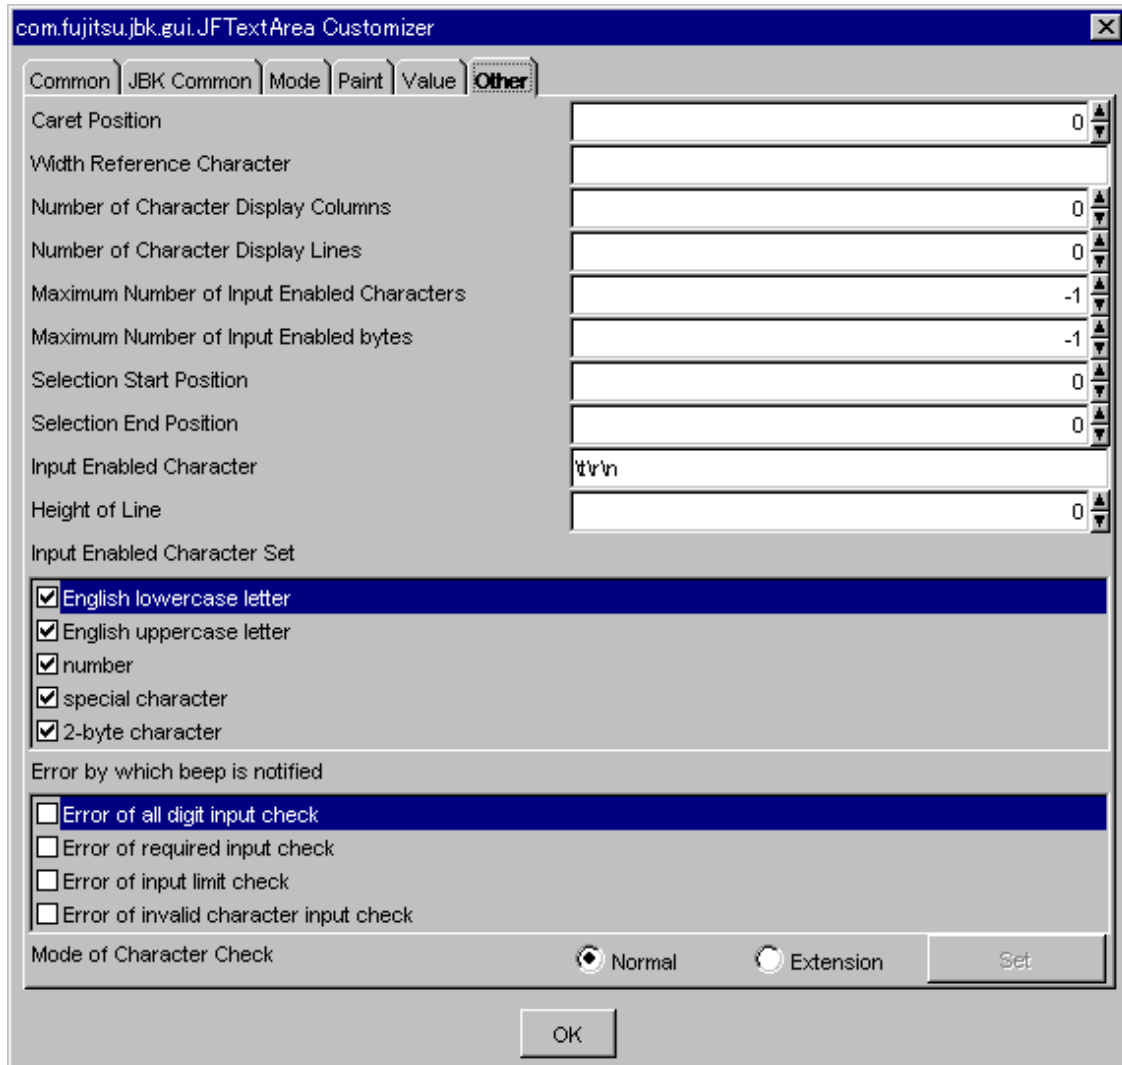 com.fujitsu.jbk.gui.JFTextArea Customizer
Common JBK Common Mode Paint Value Other
Caret Position 0
Width Reference Character
Number of Character Display Columns 0
Number of Character Display Lines 0
Maximum Number of Input Enabled Characters -1
Maximum Number of Input Enabled bytes -1
Selection Start Position 0
Selection End Position 0
Input Enabled Character \t\r\n
Height of Line 0
Input Enabled Character Set
English lowercase letter
English uppercase letter
number
special character
2-byte character
Error by which beep is notified
Error of all digit input check
Error of required input check
Error of input limit check
Error of invalid character input check
Mode of Character Check Normal Extension Set
OK